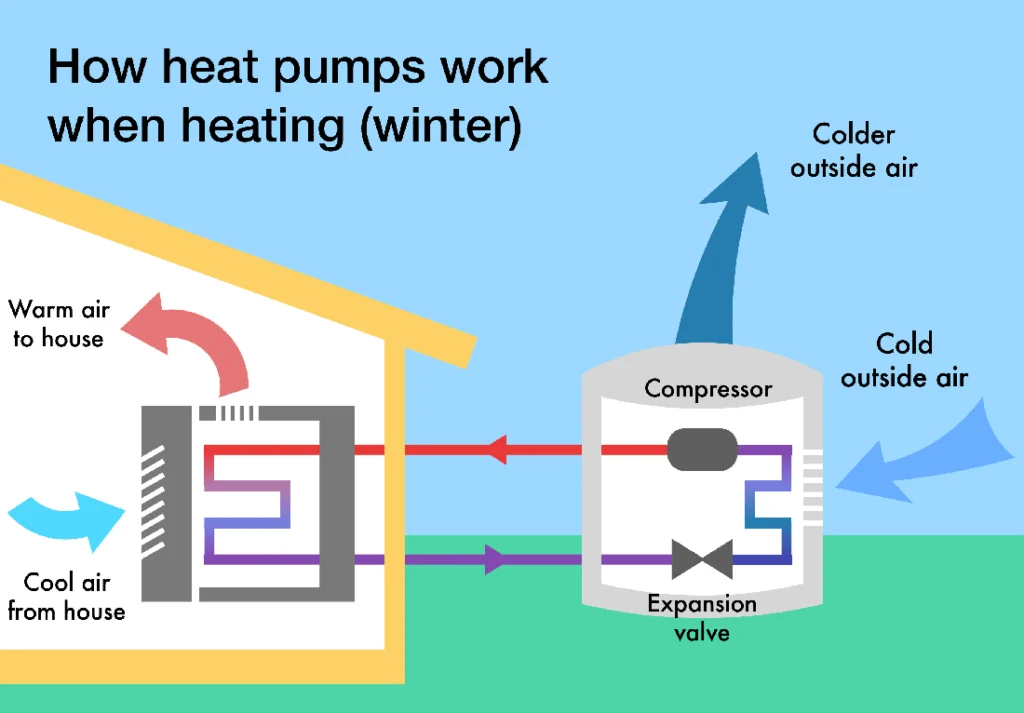 How heat pumps work
when heating (winter)
Colder
outside air
Warm air
to house
Cold
outside air
Compressor
Cool air
from house
Expansion
valve